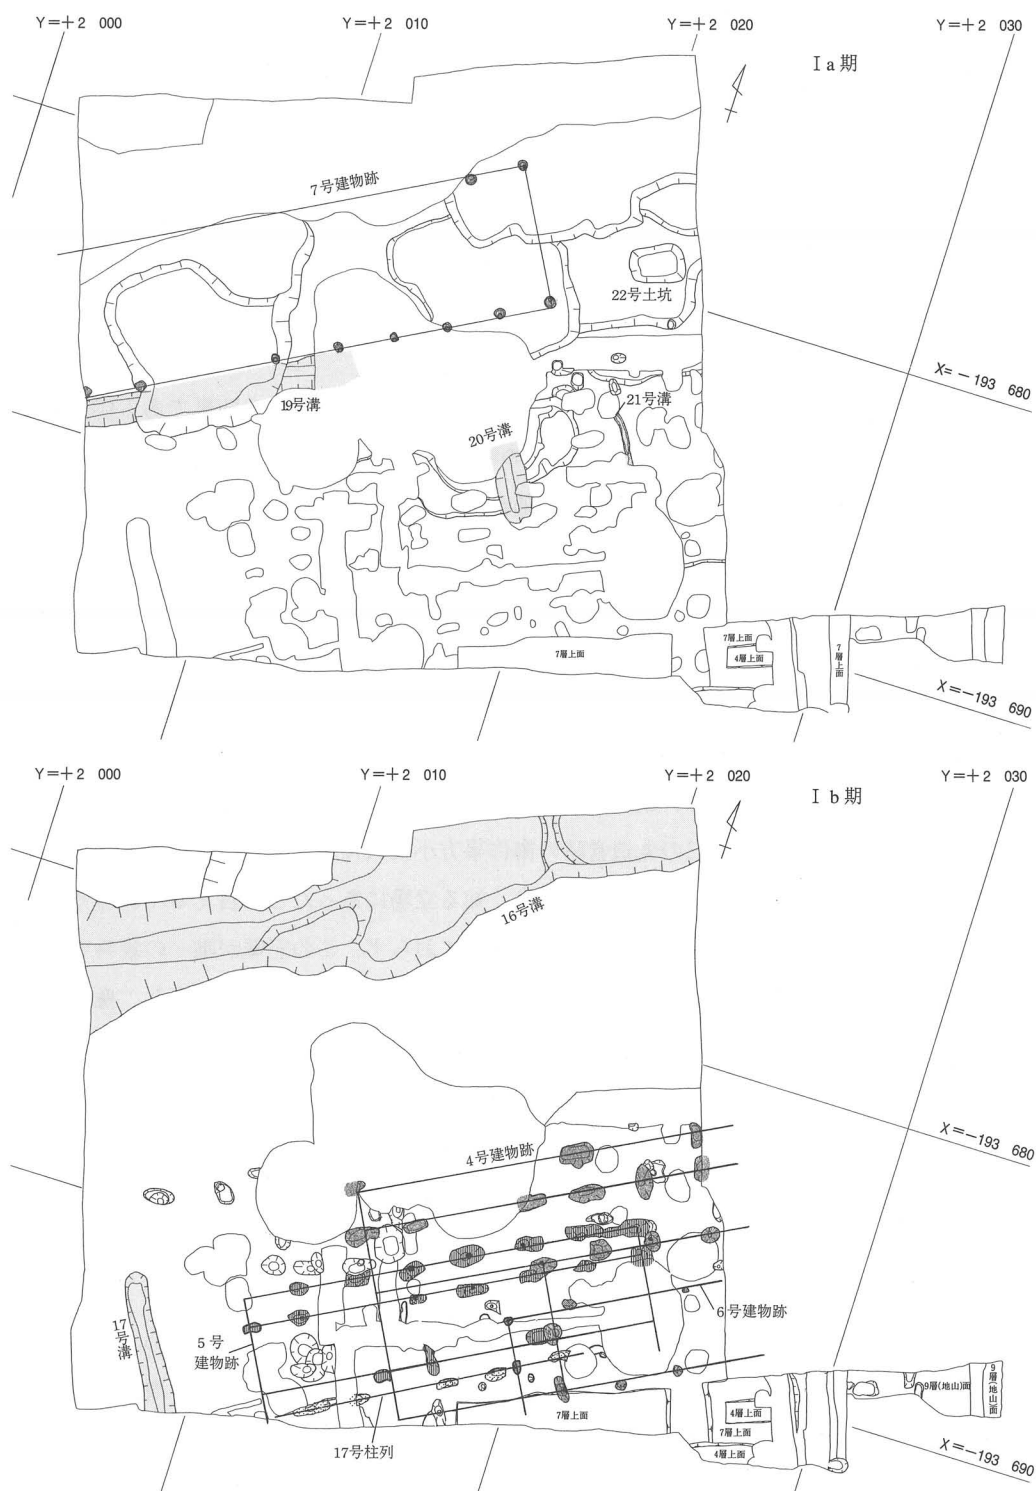 Y=+2 000
Y=+2 010
Y=+2 020
Y=+2 030
Ⅰa期
7号建物跡
22号土坑
X=-193 680
19号溝
20号溝
21号溝
7層上面
7層上面
4層上面
7層上面
X=-193 690
Y=+2 000
Y=+2 010
Y=+2 020
Y=+2 030
Ⅰb期
16号溝
X=-193 680
4号建物跡
17号溝
5号
建物跡
6号建物跡
17号柱列
7層上面
4層上面
7層上面
4層上面
9層(地山)面
9層(地山)面
X=-193 690